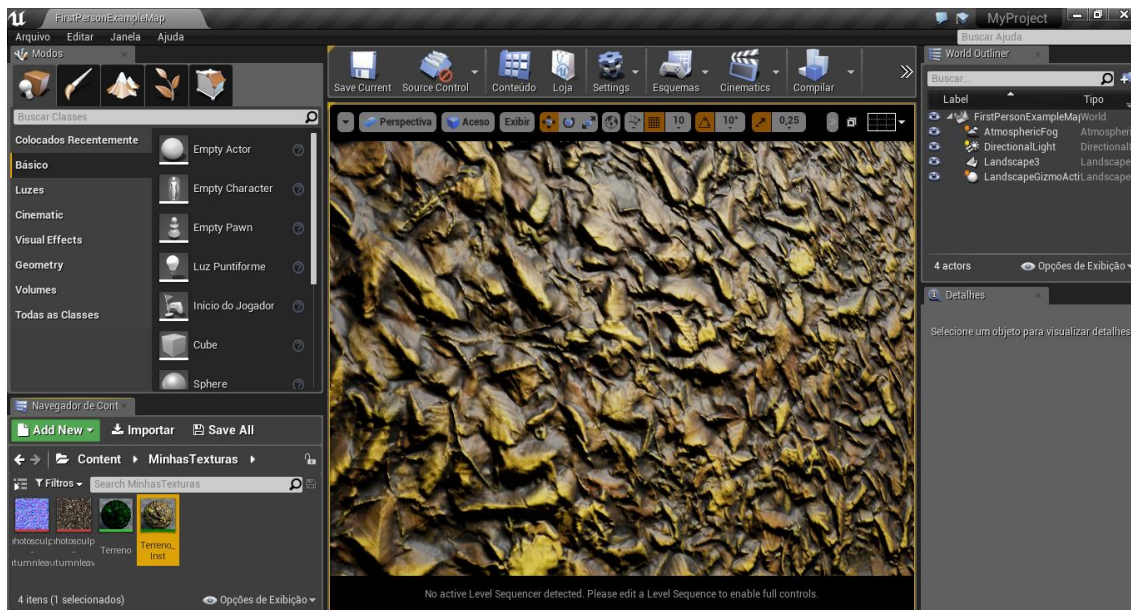 FirstPersonExampleMap
MyProject
Arquivo Editar Janela Ajuda
Buscar Ajuda
Modos
Buscar Classes
Colocados Recentemente
Básico
Luzes
Cinematic
Visual Effects
Geometry
Volumes
Todas as Classes
Empty Actor
Empty Character
Empty Pawn
Luz Puntiforme
Início do Jogador
Cube
Sphere
Save Current Source Control Conteúdo Loja Settings Esquemas Cinematics Compilar
Perspectiva Aceso Exibir 10 10° 0,25
No active Level Sequencer detected. Please edit a Level Sequence to enable full controls.
World Outliner
Buscar...
Label Tipo
FirstPersonExampleMap World
AtmosphericFog Atmospheri
DirectionalLight Directional
Landscape3 Landscape
LandscapeGizmoActi Landscape
4 actors Opções de Exibição
Detalhes
Selecione um objeto para visualizar detalhes
Navegador de Cont
Add New Importar Save All
Content MinhasTexturas
Filtros Search MinhasTexturas
Terreno
Terreno_
Inst
4 itens (1 selecionados) Opções de Exibição